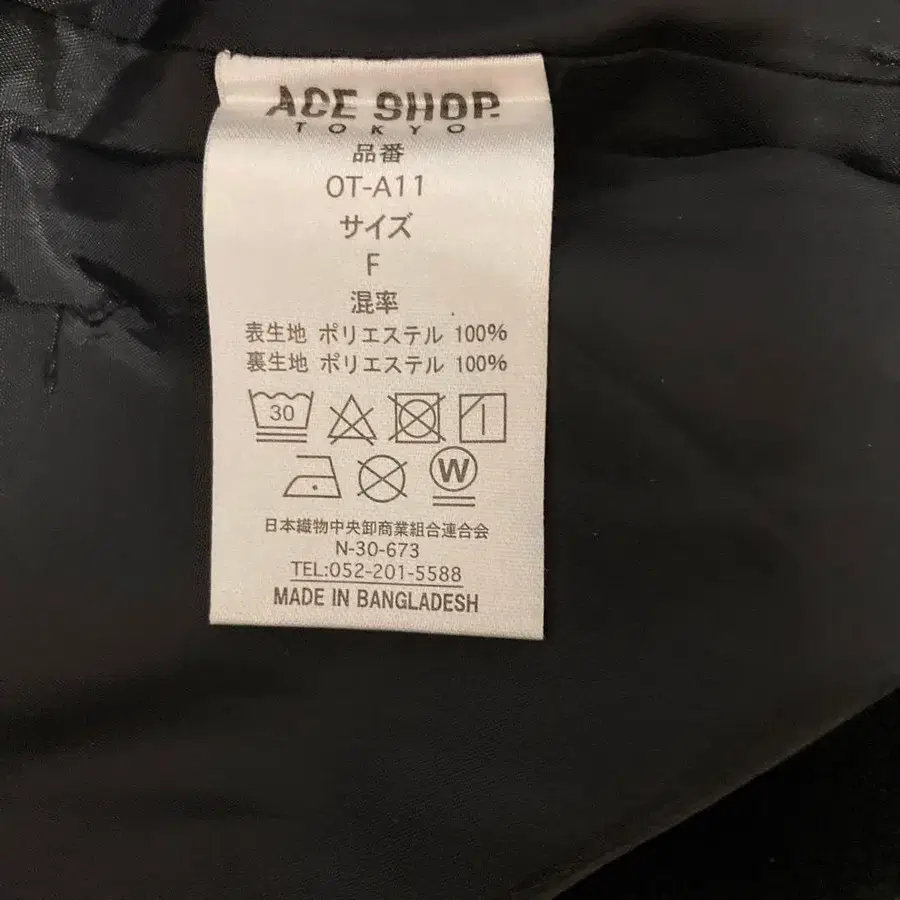 ACE SHOP.
TOKYO
品番
OT-A11
サイズ
F
混率
表生地 ポリエステル 100%
裏生地 ポリエステル 100%
30
W
日本織物中央卸商業組合連合会
N-30-673
TEL:052-201-5588
MADE IN BANGLADESH